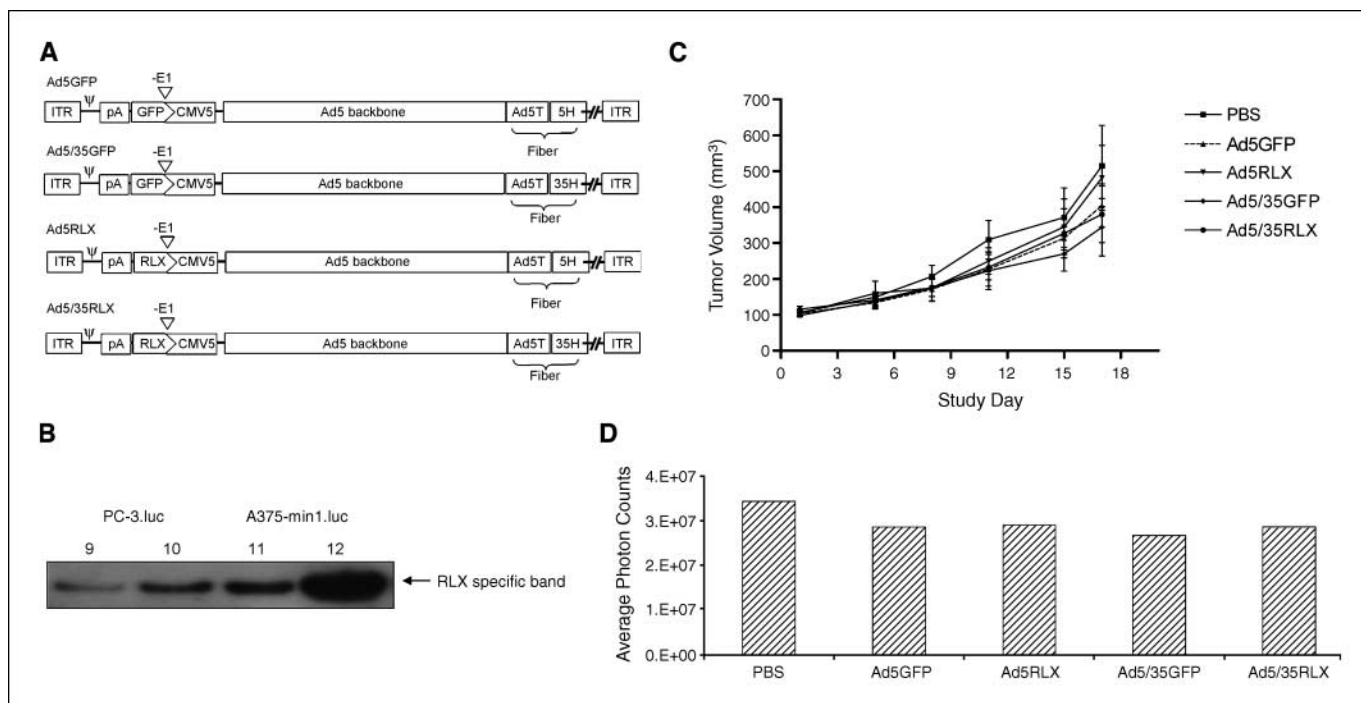 A
Ad5GFP
-E1
ITR ψ pA GFP CMV5 Ad5 backbone Ad5T 5H ITR
Fiber
Ad5/35GFP
-E1
ITR ψ pA GFP CMV5 Ad5 backbone Ad5T 35H ITR
Fiber
Ad5RLX
-E1
ITR ψ pA RLX CMV5 Ad5 backbone Ad5T 5H ITR
Fiber
Ad5/35RLX
-E1
ITR ψ pA RLX CMV5 Ad5 backbone Ad5T 35H ITR
Fiber
B
PC-3.luc A375-min1.luc
9 10 11 12
RLX specific band
C
Tumor Volume (mm³)
700
600
500
400
300
200
100
0
0 3 6 9 12 15 18
Study Day
PBS
Ad5GFP
Ad5RLX
Ad5/35GFP
Ad5/35RLX
D
Average Photon Counts
4.E+07
3.E+07
2.E+07
1.E+07
0.E+00
PBS Ad5GFP Ad5RLX Ad5/35GFP Ad5/35RLX